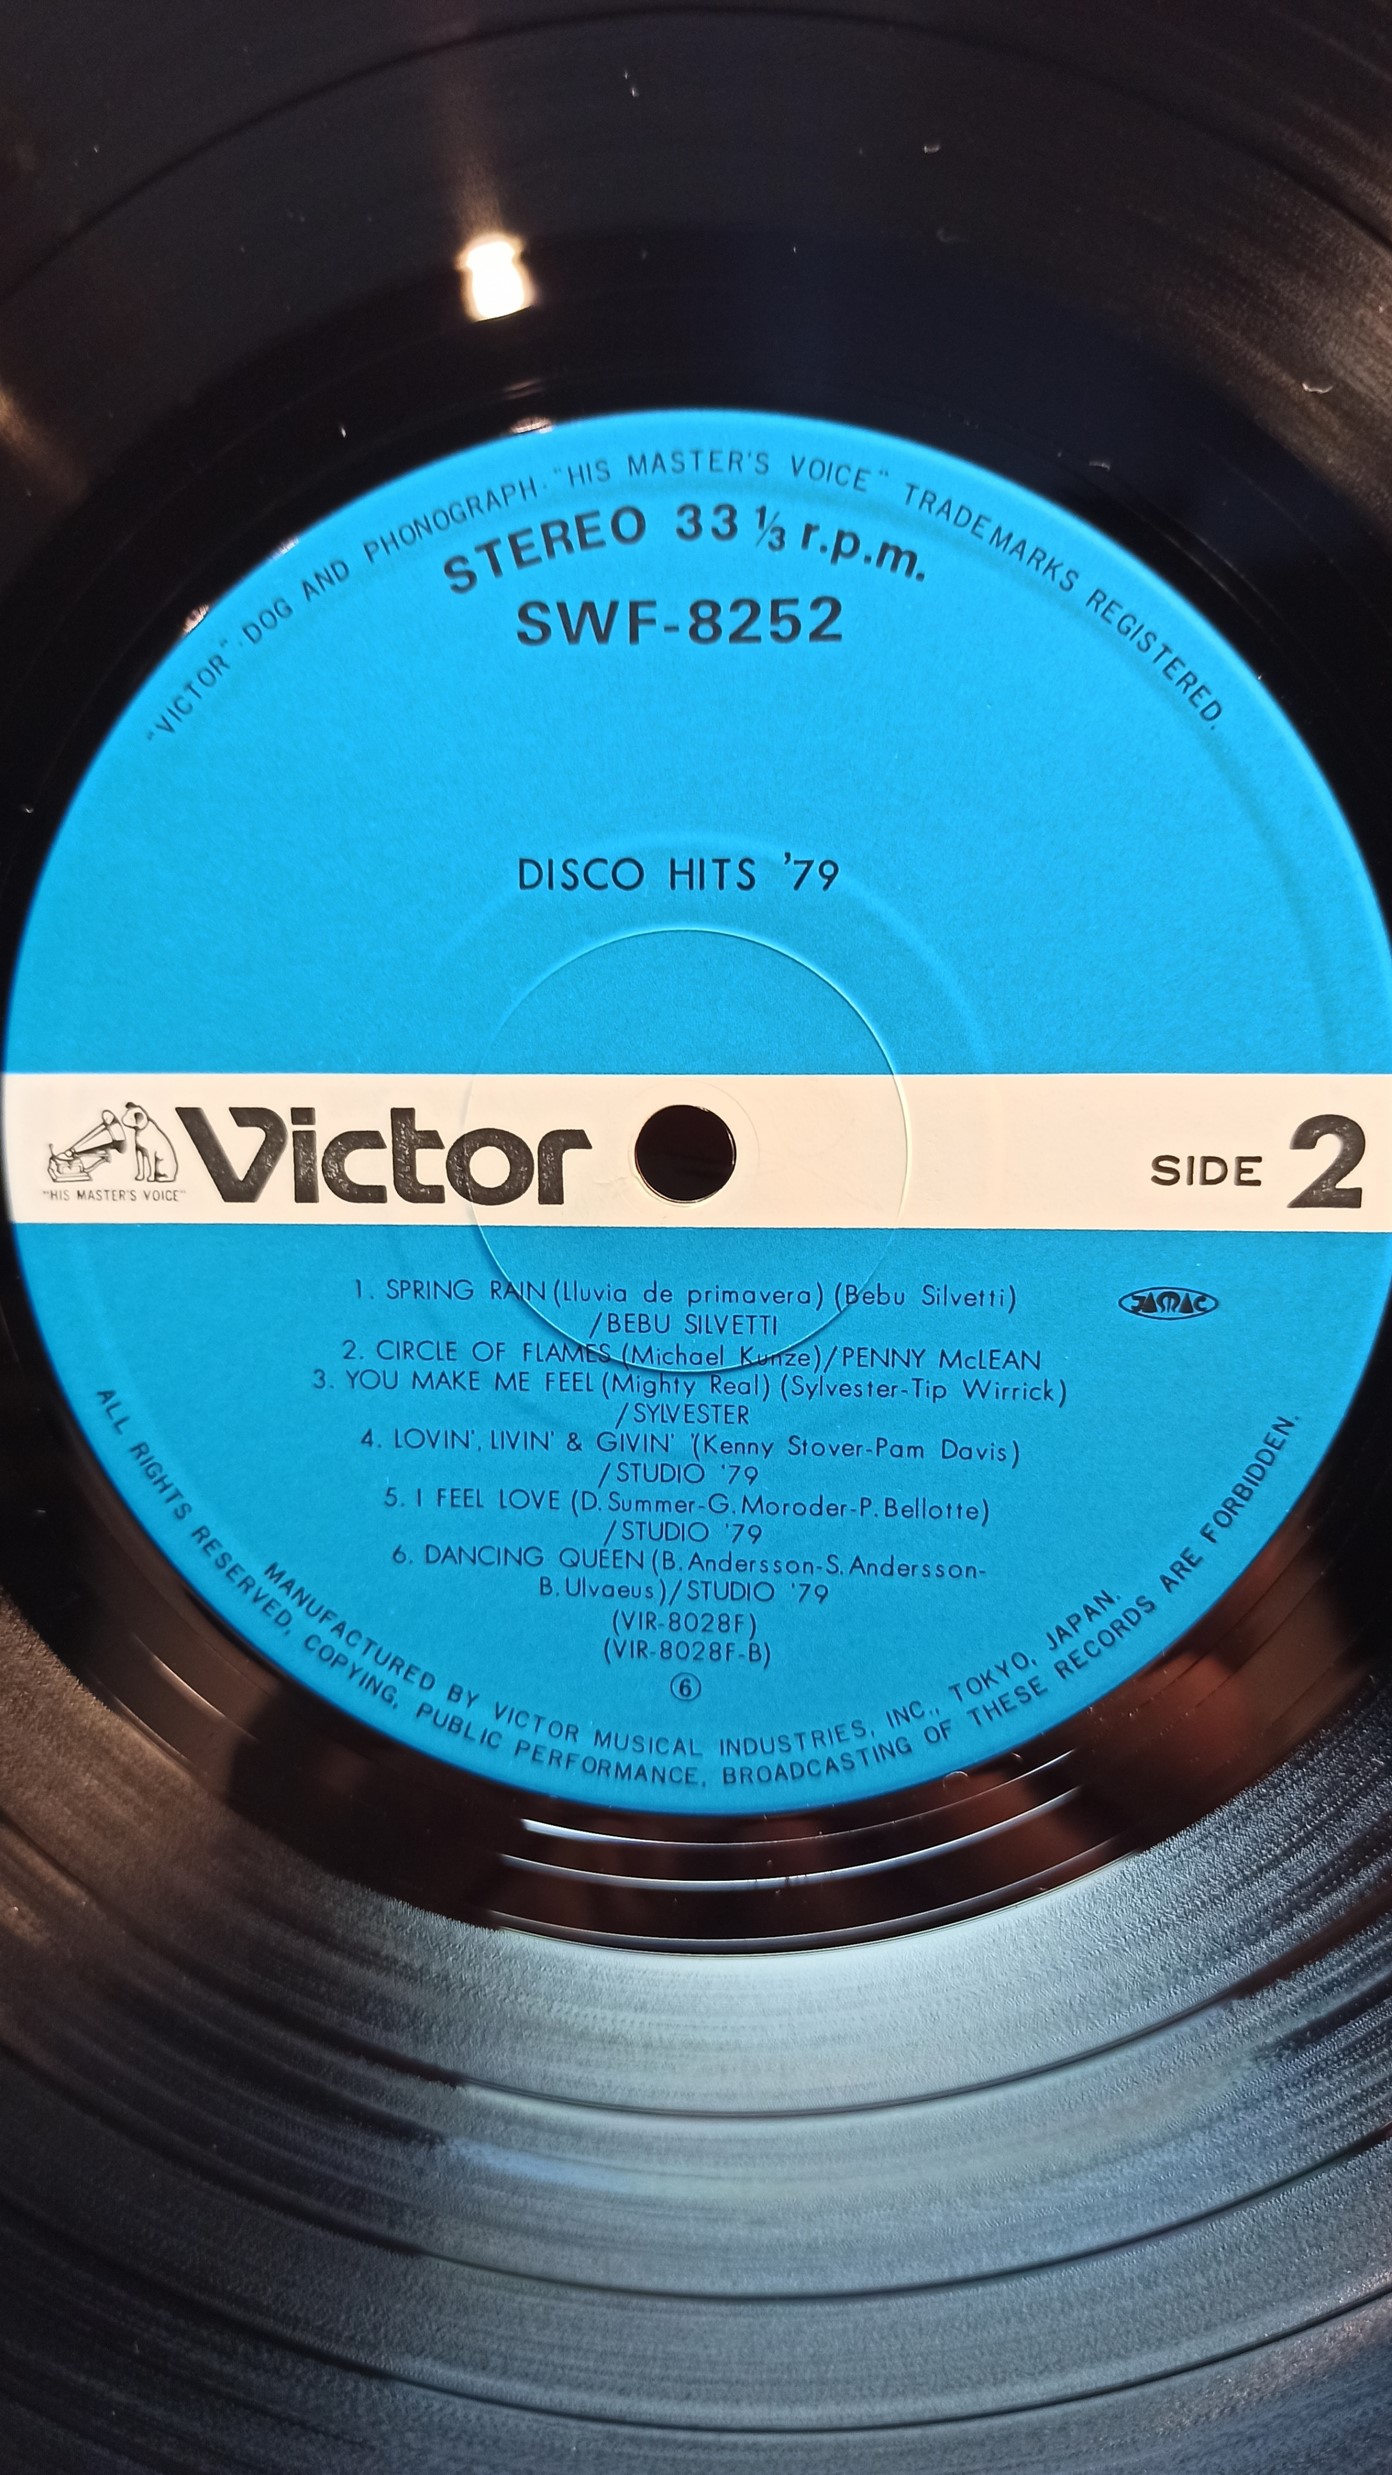 "VICTOR"·DOG AND PHONOGRAPH·"HIS MASTER'S VOICE" TRADEMARKS REGISTERED.
STEREO 33 1/3 r.p.m.
SWF-8252
DISCO HITS '79
Victor
"HIS MASTER'S VOICE"
SIDE 2
1. SPRING RAIN (Lluvia de primavera) (Bebu Silvetti)
/BEBU SILVETTI
JASRAC
2. CIRCLE OF FLAMES (Michael Kunze)/PENNY McLEAN
3. YOU MAKE ME FEEL (Mighty Real) (Sylvester-Tip Wirrick)
/SYLVESTER
4. LOVIN', LIVIN' & GIVIN' '(Kenny Stover-Pam Davis)
/STUDIO '79
5. I FEEL LOVE (D. Summer-G. Moroder-P. Bellotte)
/STUDIO '79
6. DANCING QUEEN (B. Andersson-S. Andersson-
B. Ulvaeus)/STUDIO '79
(VIR-8028F)
(VIR-8028F-B)
⑥
MANUFACTURED BY VICTOR MUSICAL INDUSTRIES, INC., TOKYO, JAPAN.
ALL RIGHTS RESERVED, COPYING, PUBLIC PERFORMANCE, BROADCASTING OF THESE RECORDS ARE FORBIDDEN.